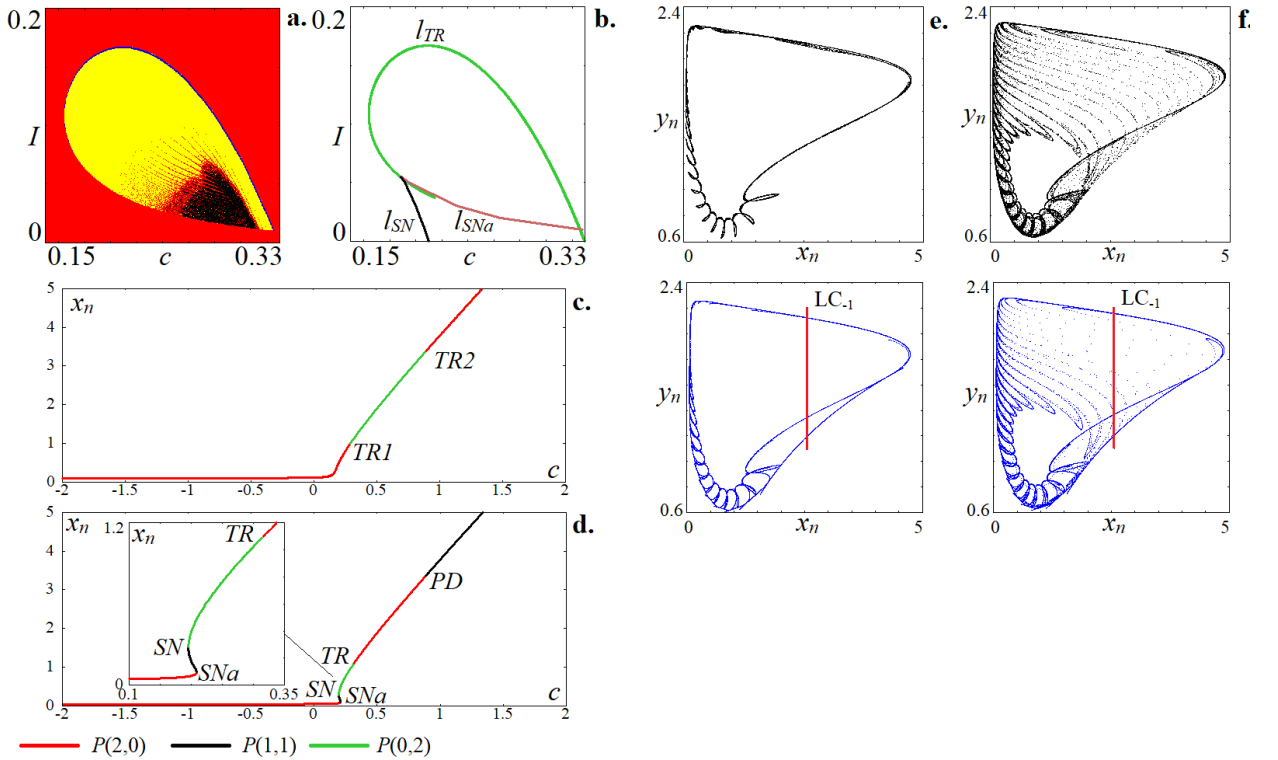 0.2
a.
I
0
0.15
c
0.33
0.2
b.
l_TR
I
l_SN
l_SNa
0
0.15
c
0.33
5
x_n
c.
4
3
TR2
2
1
TR1
0
c
-2 -1.5 -1 -0.5 0 0.5 1 1.5 2
5
x_n
d.
1.2
x_n
TR
4
3
PD
SN
2
SNa
TR
1
0
0.1
0.35
SN
SNa
c
0
-2 -1.5 -1 -0.5 0 0.5 1 1.5 2
P(2,0) P(1,1) P(0,2)
2.4
e.
y_n
0.6
0
x_n
5
2.4
f.
y_n
0.6
0
x_n
5
2.4
LC-1
y_n
0.6
0
x_n
5
2.4
LC-1
y_n
0.6
0
x_n
5